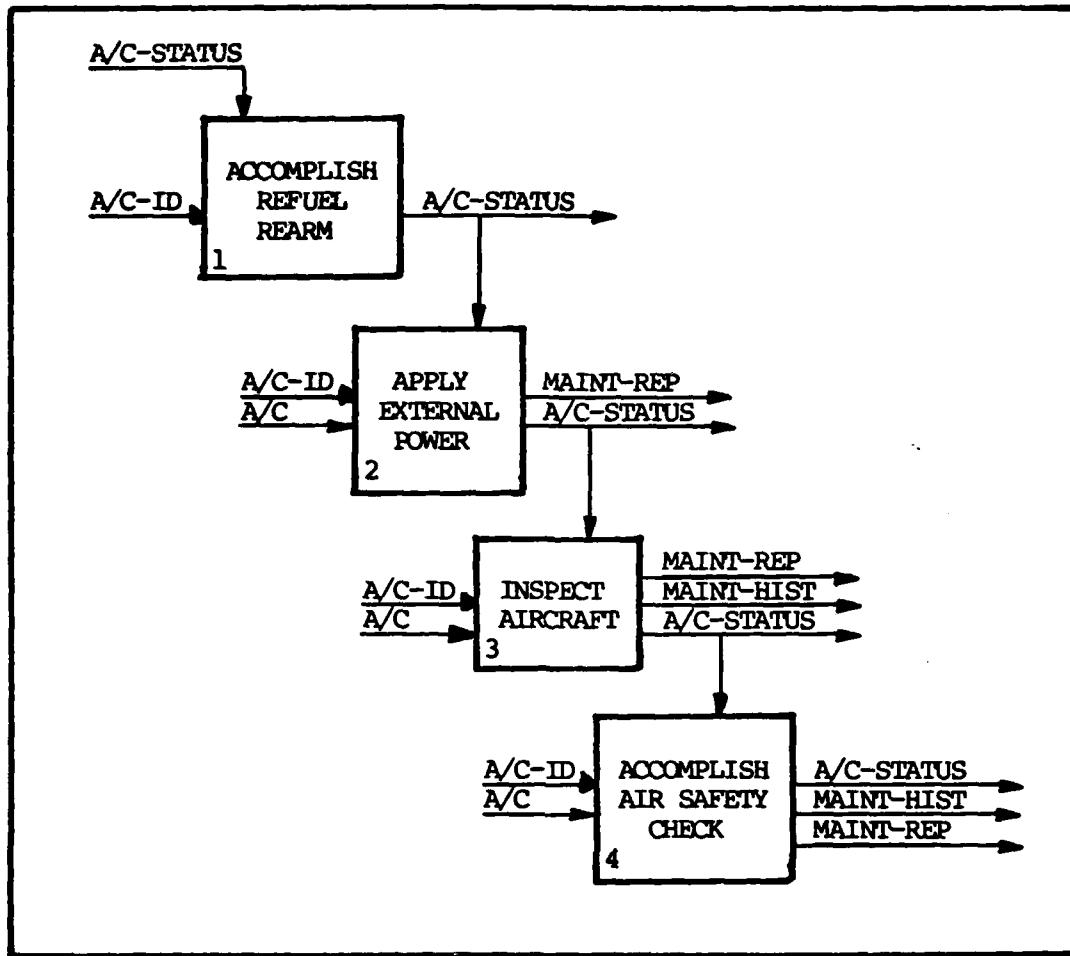 A/C-STATUS
ACCOMPLISH
REFUEL
REARM
A/C-ID
A/C-STATUS
1
A/C-ID
A/C
APPLY
EXTERNAL
POWER
MAINT-REP
A/C-STATUS
2
A/C-ID
A/C
INSPECT
AIRCRAFT
MAINT-REP
MAINT-HIST
A/C-STATUS
3
A/C-ID
A/C
ACCOMPLISH
AIR SAFETY
CHECK
A/C-STATUS
MAINT-HIST
MAINT-REP
4